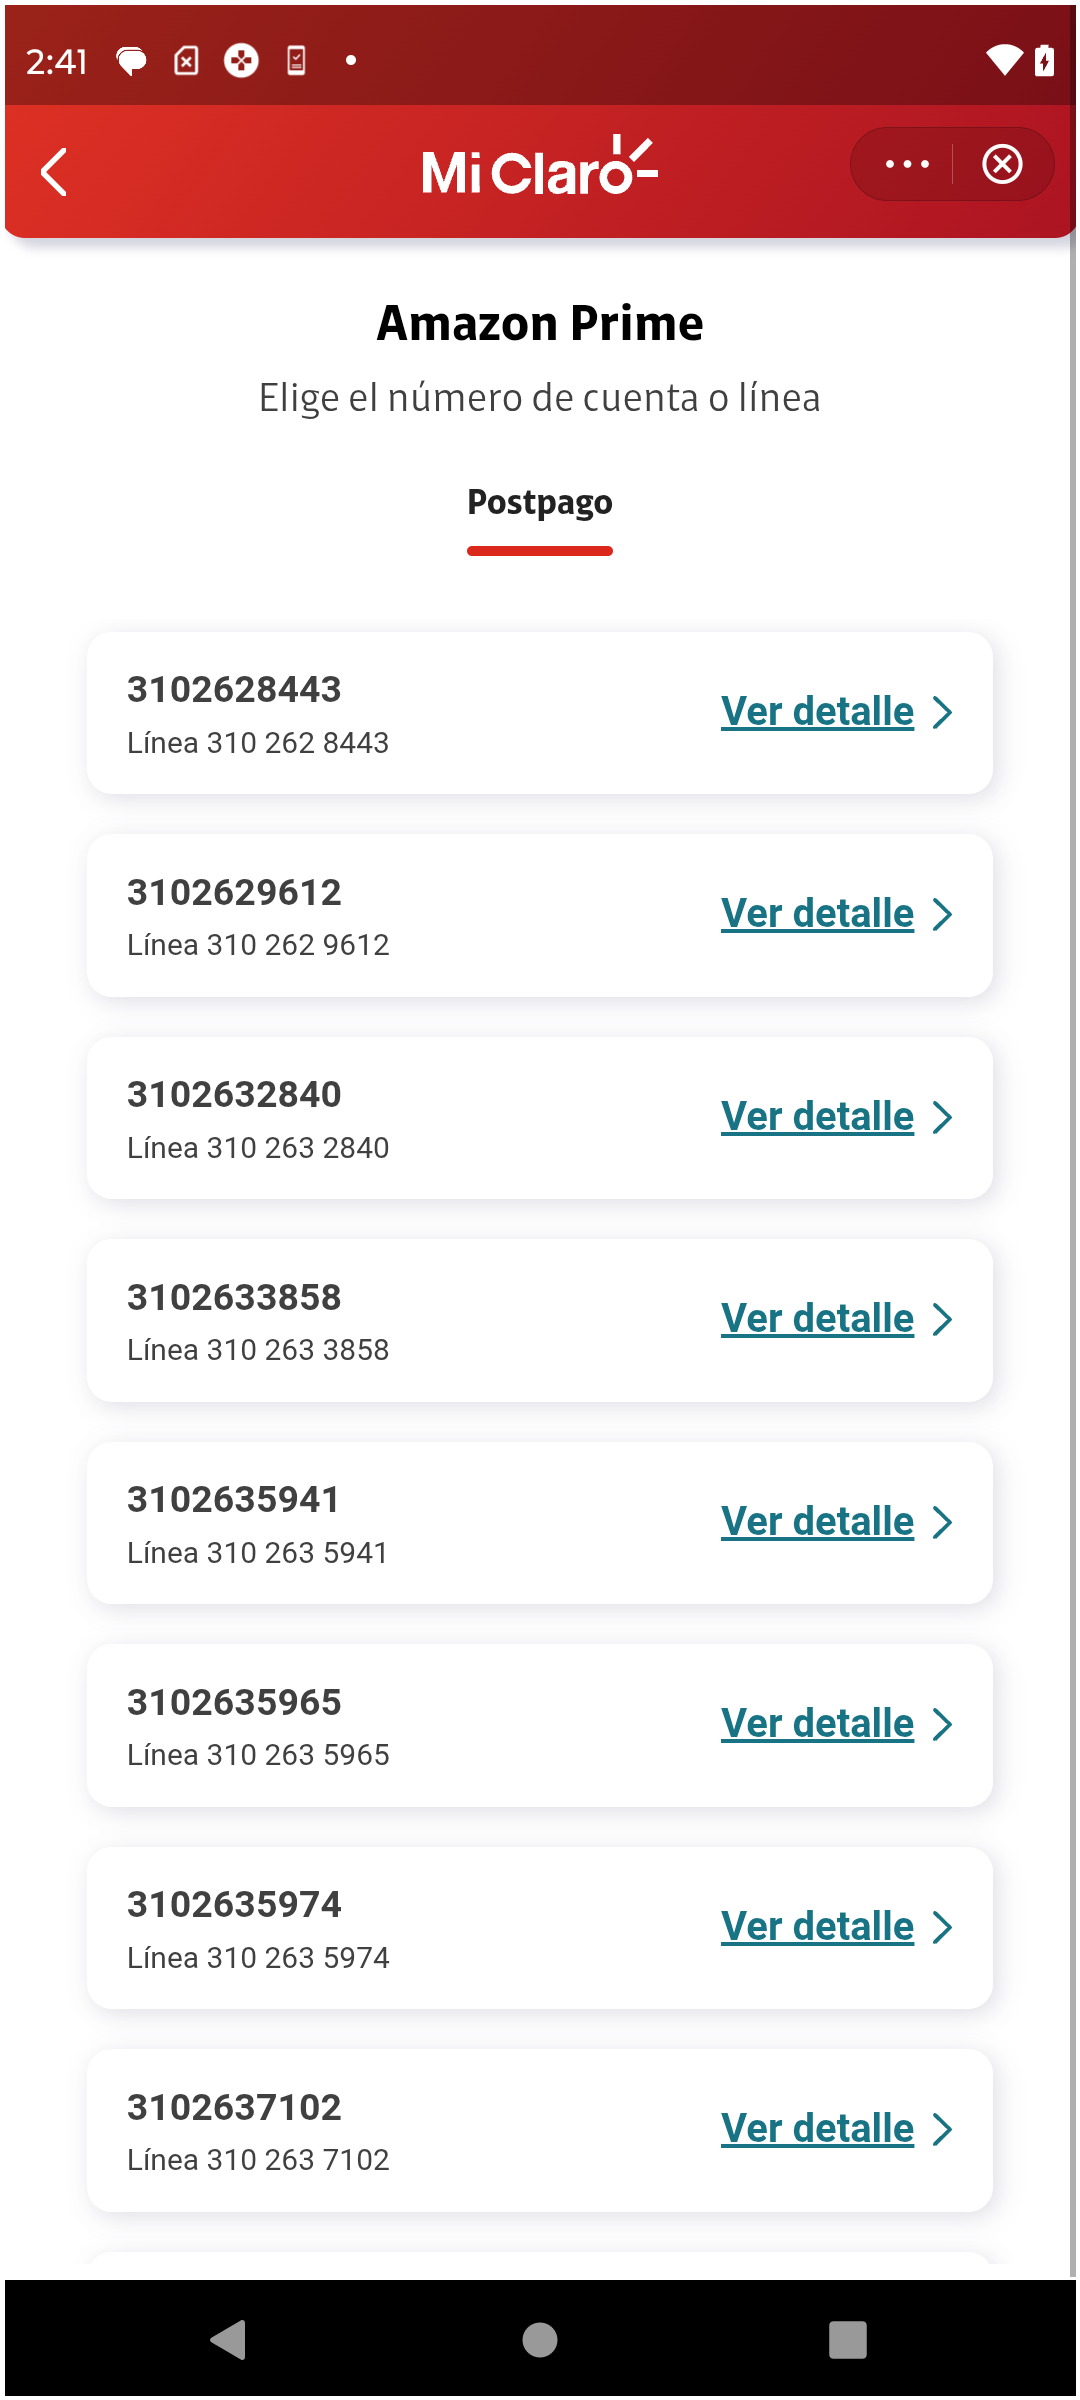 2:41
Mi Claro
Amazon Prime
Elige el número de cuenta o línea
Postpago
3102628443
Línea 310 262 8443
Ver detalle
3102629612
Línea 310 262 9612
Ver detalle
3102632840
Línea 310 263 2840
Ver detalle
3102633858
Línea 310 263 3858
Ver detalle
3102635941
Línea 310 263 5941
Ver detalle
3102635965
Línea 310 263 5965
Ver detalle
3102635974
Línea 310 263 5974
Ver detalle
3102637102
Línea 310 263 7102
Ver detalle